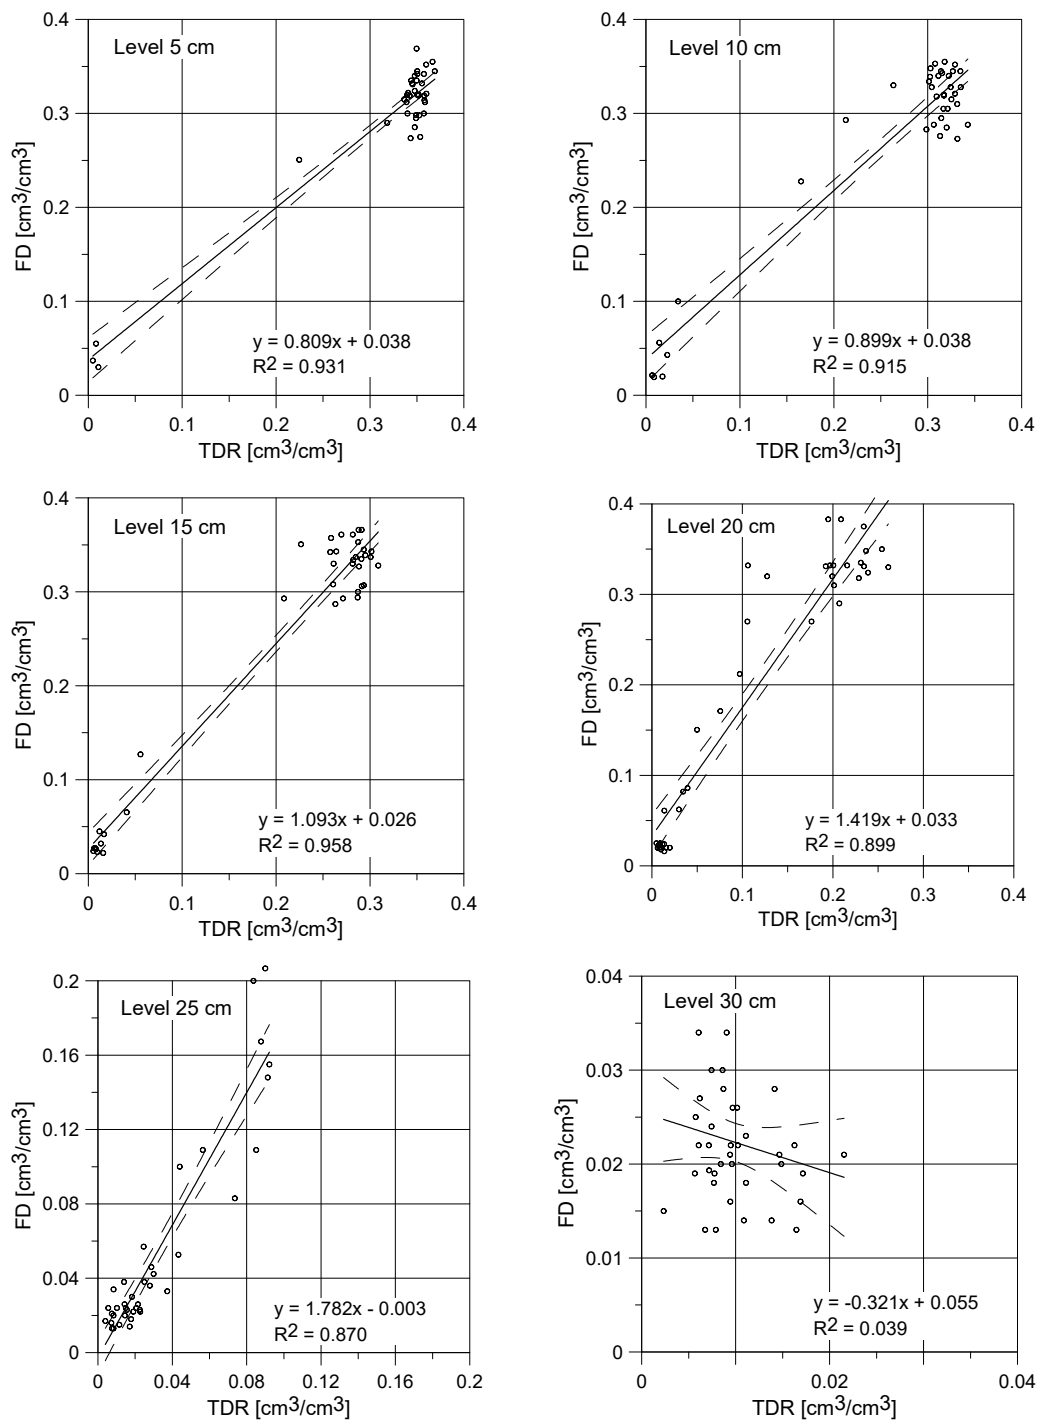 0.4
Level 5 cm
0.3
FD [cm3/cm3]
0.2
0.1
y = 0.809x + 0.038
R2 = 0.931
0
0 0.1 0.2 0.3 0.4
TDR [cm3/cm3]
0.4
Level 10 cm
0.3
FD [cm3/cm3]
0.2
0.1
y = 0.899x + 0.038
R2 = 0.915
0
0 0.1 0.2 0.3 0.4
TDR [cm3/cm3]
0.4
Level 15 cm
0.3
FD [cm3/cm3]
0.2
0.1
y = 1.093x + 0.026
R2 = 0.958
0
0 0.1 0.2 0.3 0.4
TDR [cm3/cm3]
0.4
Level 20 cm
0.3
FD [cm3/cm3]
0.2
0.1
y = 1.419x + 0.033
R2 = 0.899
0
0 0.1 0.2 0.3 0.4
TDR [cm3/cm3]
0.2
Level 25 cm
0.16
FD [cm3/cm3]
0.12
0.08
0.04
y = 1.782x - 0.003
R2 = 0.870
0
0 0.04 0.08 0.12 0.16 0.2
TDR [cm3/cm3]
0.04
Level 30 cm
0.03
FD [cm3/cm3]
0.02
0.01
y = -0.321x + 0.055
R2 = 0.039
0
0 0.01 0.02 0.03 0.04
TDR [cm3/cm3]